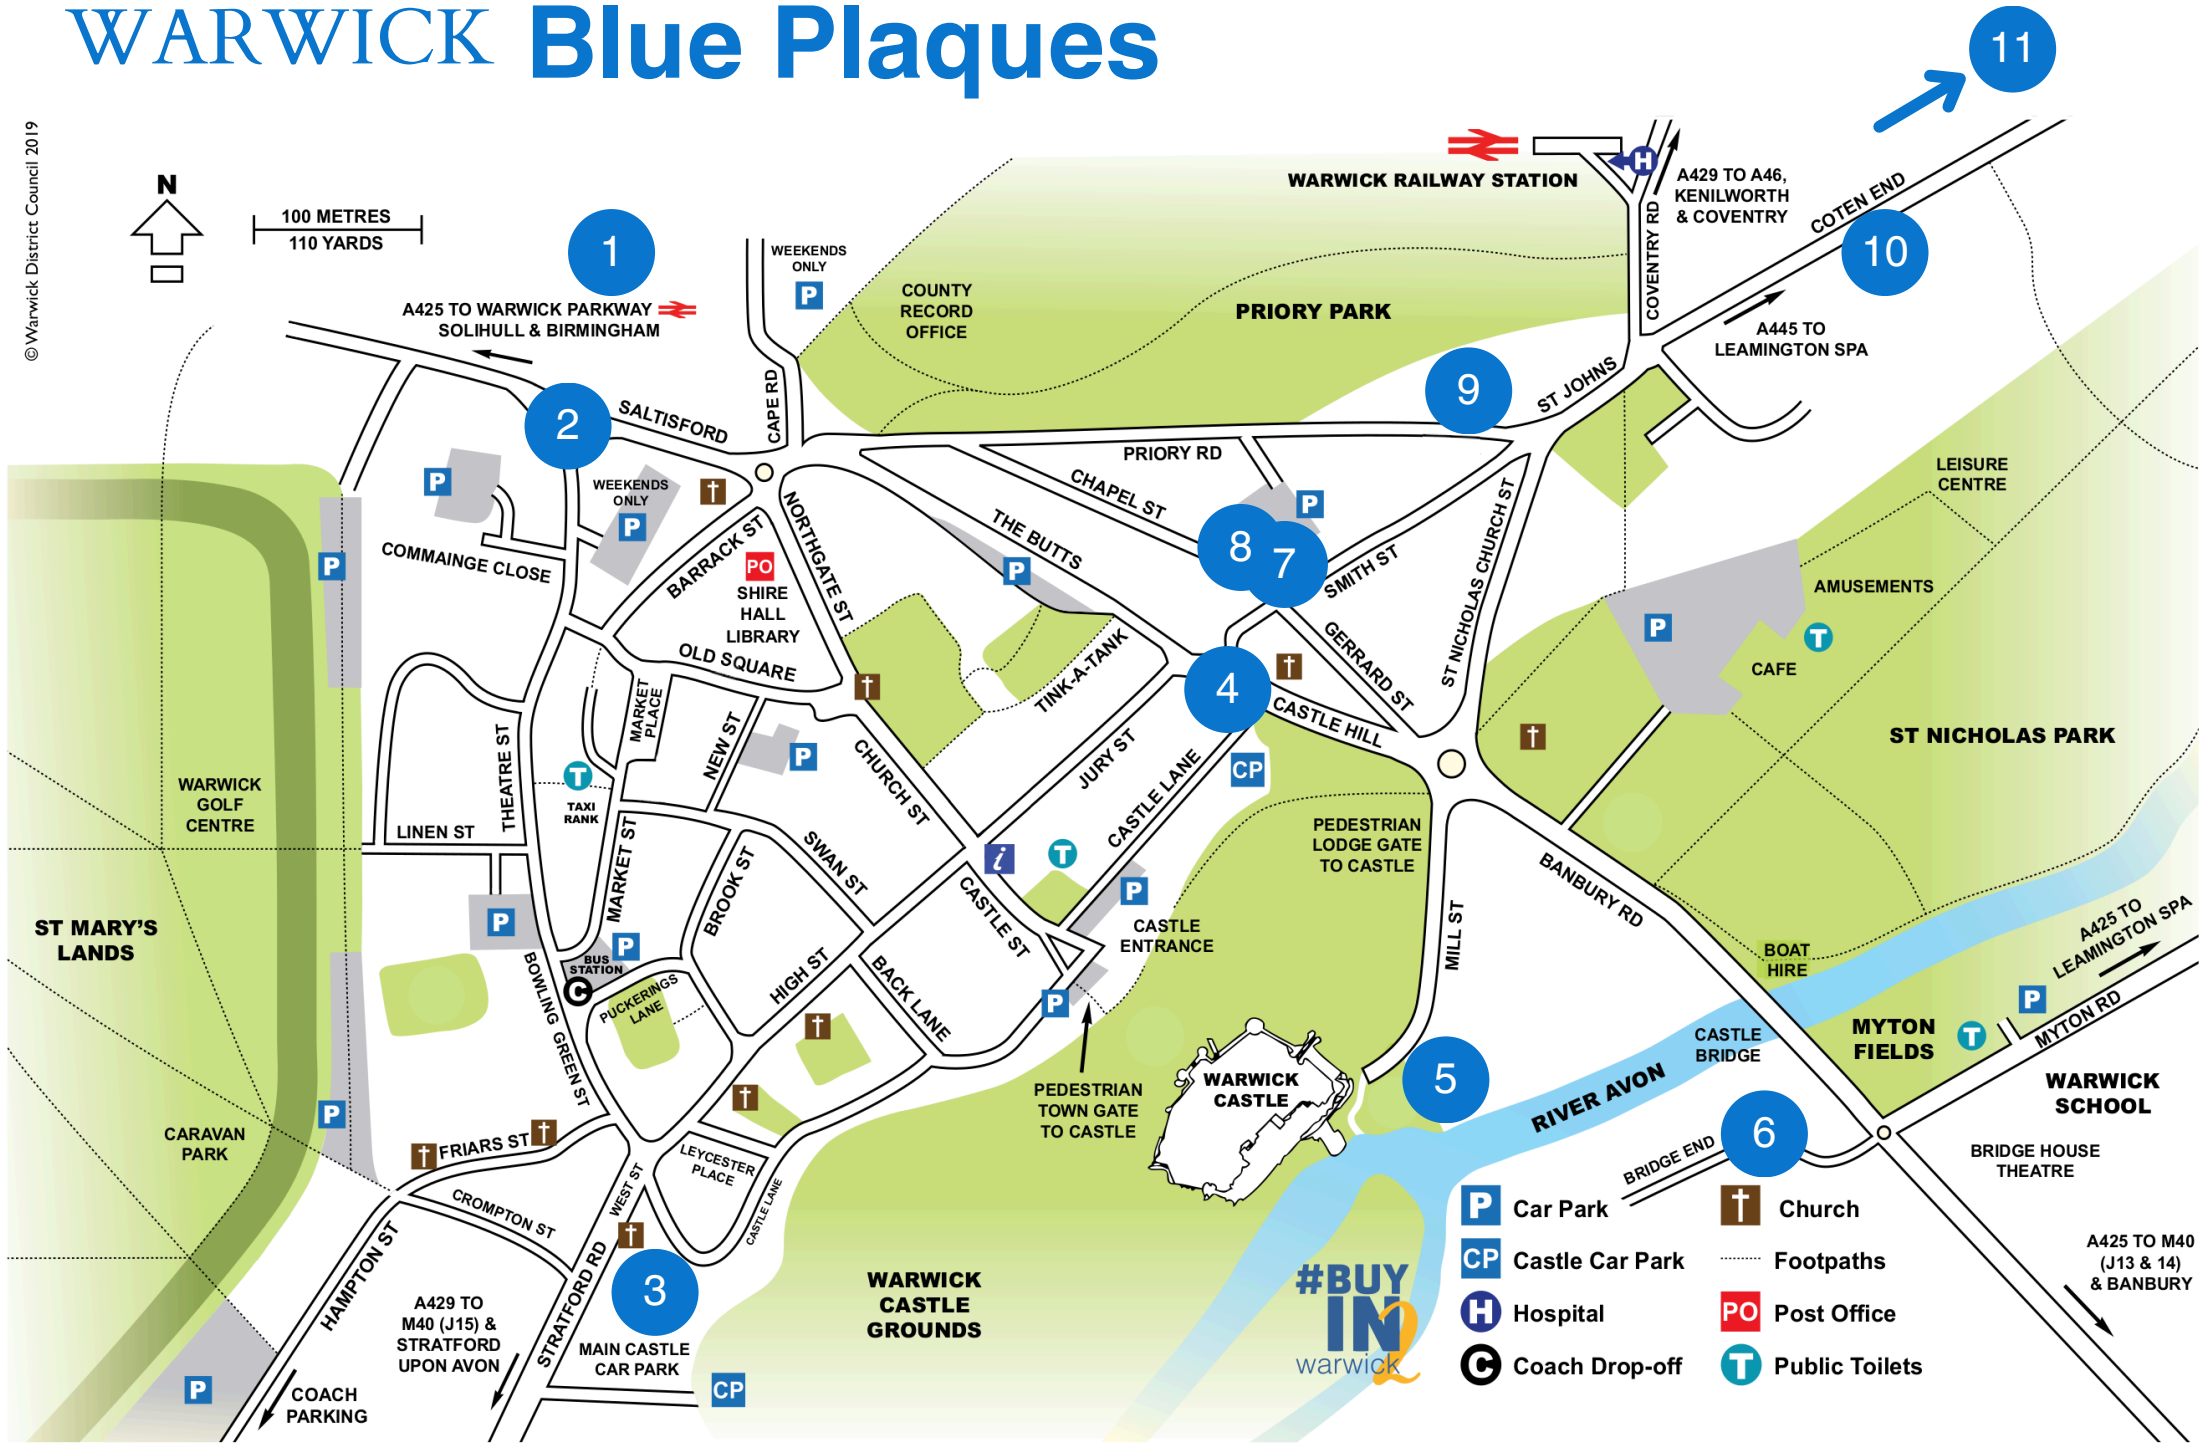 WARWICK Blue Plaques
11
©Warwick District Council 2019
N
100 METRES
110 YARDS
1
A425 TO WARWICK PARKWAY
SOLIHULL & BIRMINGHAM
WEEKENDS
ONLY
P
COUNTY
RECORD
OFFICE
WARWICK RAILWAY STATION
H
A429 TO A46,
KENILWORTH
& COVENTRY
COVENTRY RD
COTEN END
10
A445 TO
LEAMINGTON SPA
PRIORY PARK
9
ST JOHNS
2
SALTISFORD
CAPE RD
P
WEEKENDS
ONLY
P
COMMAINGE CLOSE
P
BARRACK ST
PO
SHIRE
HALL
LIBRARY
NORTHGATE ST
OLD SQUARE
PRIORY RD
CHAPEL ST
P
THE BUTTS
P
8
7
SMITH ST
ST NICHOLAS CHURCH ST
GERRARD ST
TINK-A-TANK
4
CASTLE HILL
CP
LEISURE
CENTRE
AMUSEMENTS
P
T
CAFE
ST NICHOLAS PARK
MARKET
PLACE
NEW ST
P
THEATRE ST
T
TAXI
RANK
CHURCH ST
JURY ST
CASTLE LANE
WARWICK
GOLF
CENTRE
LINEN ST
MARKET ST
BROOK ST
SWAN ST
i
T
P
CASTLE ST
CASTLE
ENTRANCE
PEDESTRIAN
LODGE GATE
TO CASTLE
MILL ST
BANBURY RD
ST MARY'S
LANDS
P
P
BUS
STATION
C
PUCKERINGS
LANE
BOWLING GREEN ST
HIGH ST
BACK LANE
P
BOAT
HIRE
A425 TO
LEAMINGTON SPA
P
MYTON RD
MYTON
FIELDS
T
CASTLE
BRIDGE
RIVER AVON
WARWICK
SCHOOL
BRIDGE HOUSE
THEATRE
WARWICK
CASTLE
5
6
BRIDGE END
PEDESTRIAN
TOWN GATE
TO CASTLE
P
CARAVAN
PARK
FRIARS ST
CROMPTON ST
WEST ST
LEYCESTER
PLACE
CASTLE LANE
HAMPTON ST
STRATFORD RD
3
MAIN CASTLE
CAR PARK
CP
A429 TO
M40 (J15) &
STRATFORD
UPON AVON
COACH
PARKING
P
WARWICK
CASTLE
GROUNDS
#BUY
IN2
warwick
P Car Park
CP Castle Car Park
H Hospital
C Coach Drop-off
Church
Footpaths
PO Post Office
T Public Toilets
A425 TO M40
(J13 & 14)
& BANBURY